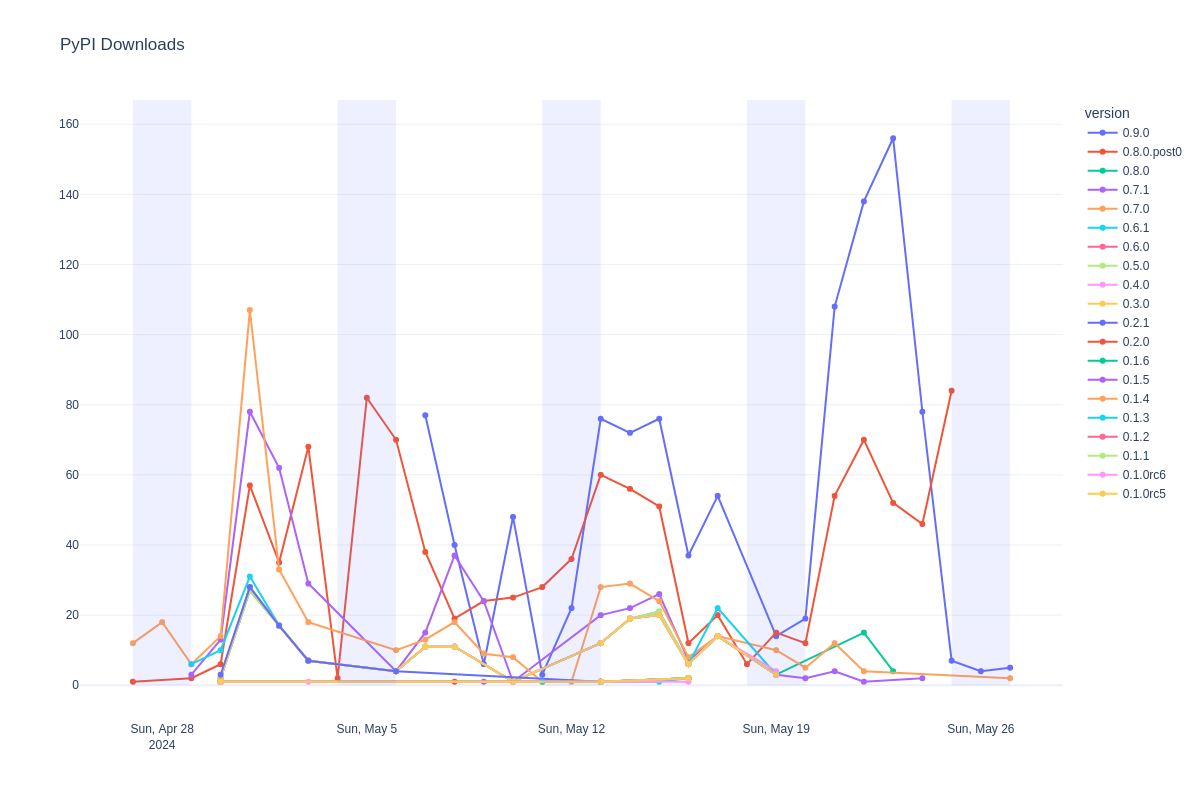 PyPI Downloads
160
140
120
100
80
60
40
20
0
Sun, Apr 28
2024
Sun, May 5
Sun, May 12
Sun, May 19
Sun, May 26
version
0.9.0
0.8.0.post0
0.8.0
0.7.1
0.7.0
0.6.1
0.6.0
0.5.0
0.4.0
0.3.0
0.2.1
0.2.0
0.1.6
0.1.5
0.1.4
0.1.3
0.1.2
0.1.1
0.1.0rc6
0.1.0rc5